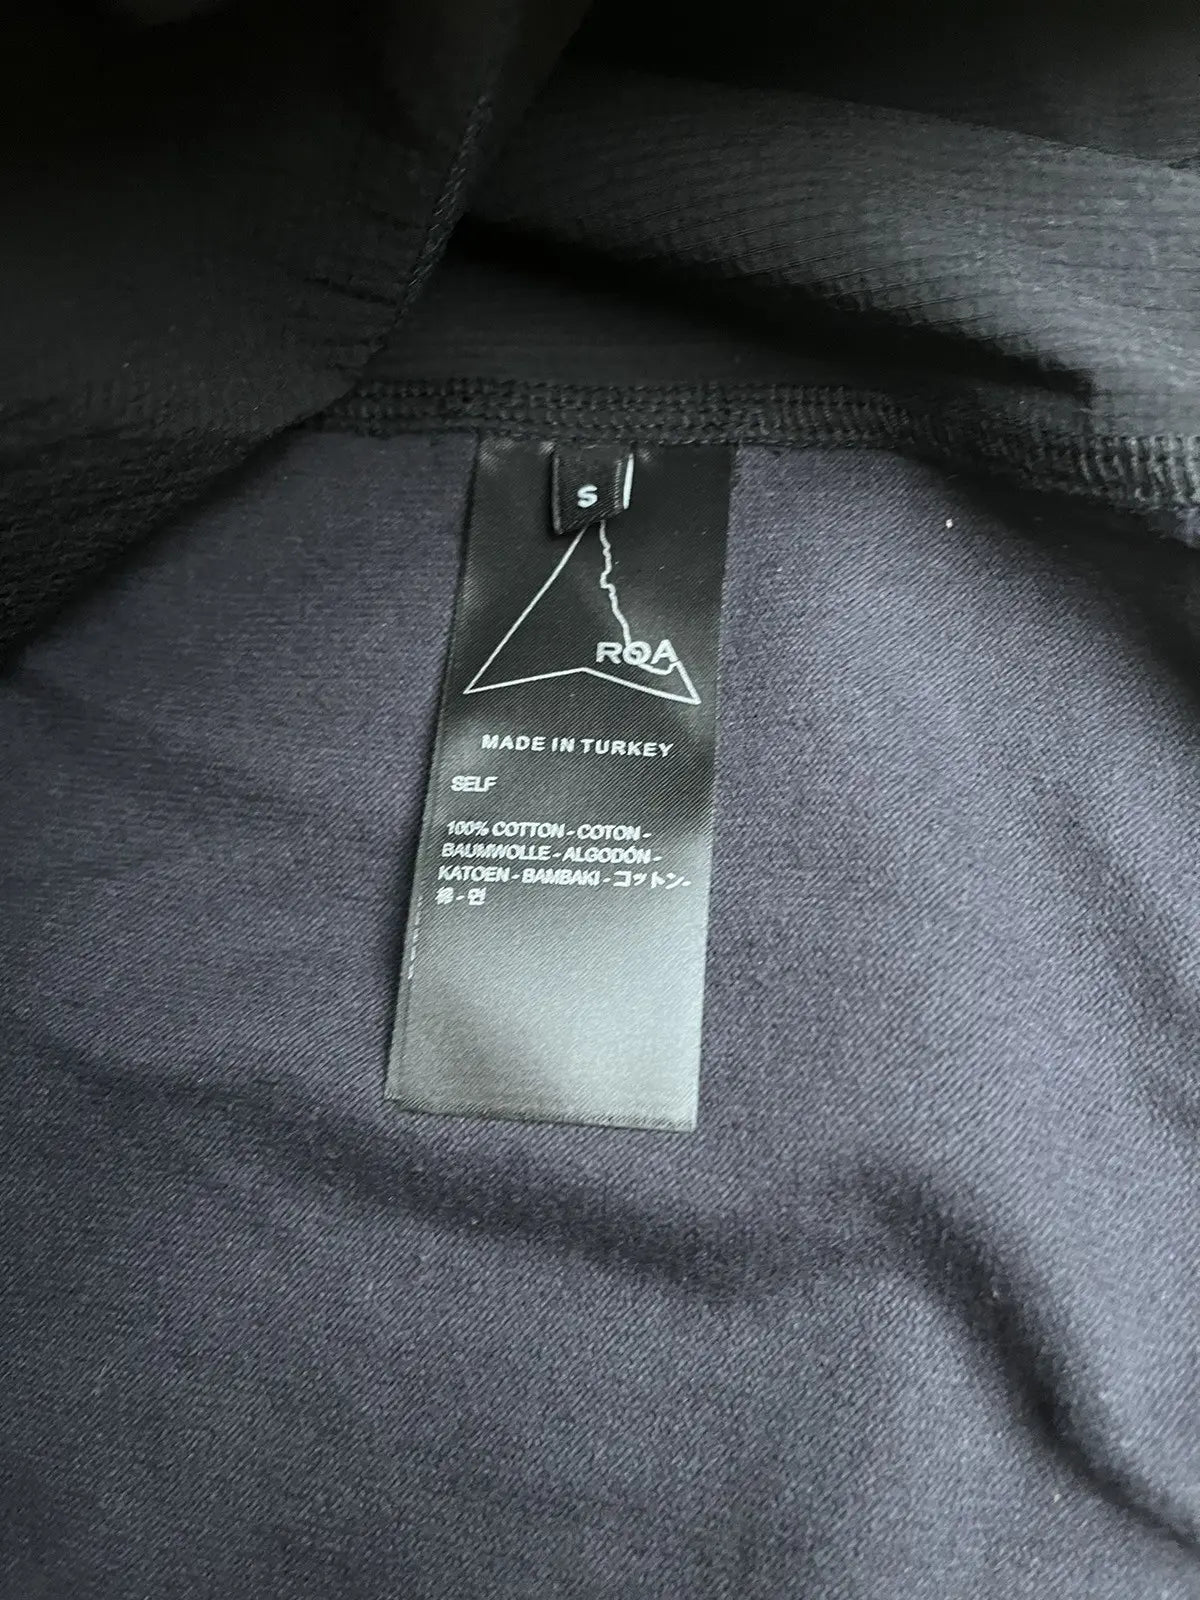 S
ROA
MADE IN TURKEY
SELF
100% COTTON - COTON -
BAUMWOLLE - ALGODÓN -
KATOEN - BAMBAKI - コットン -
棉 - 면